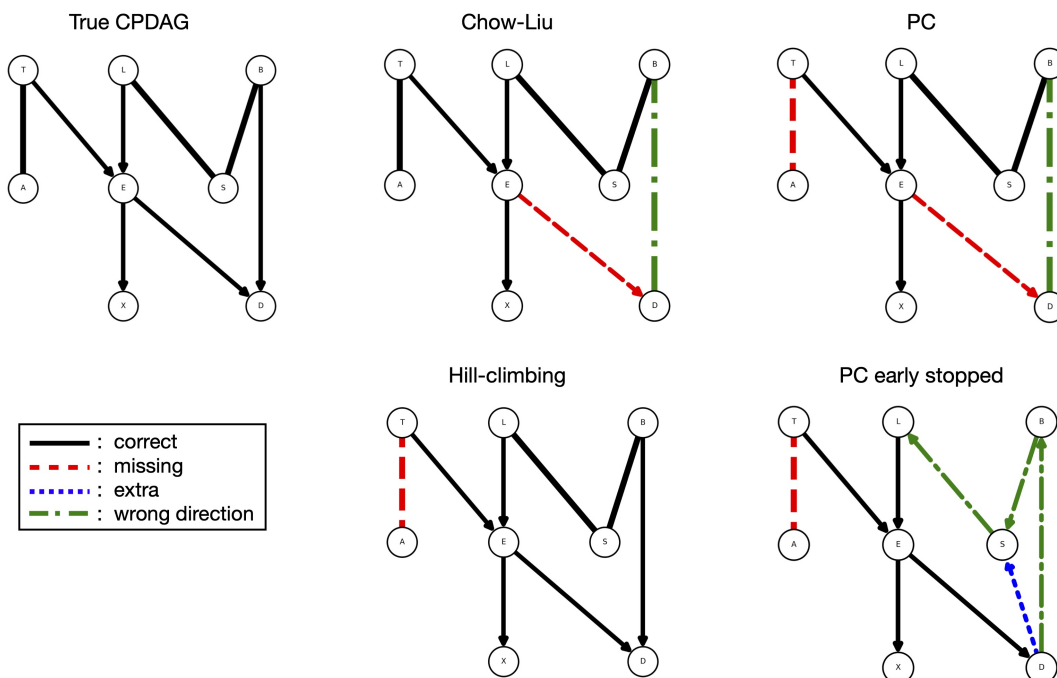 True CPDAG
Chow-Liu
PC
T L B
T L B
T L B
A E S
A E S
A E S
X D
X D
X D
Hill-climbing
PC early stopped
T L B
T L B
: correct
: missing
: extra
: wrong direction
A E S
A E S
X D
X D